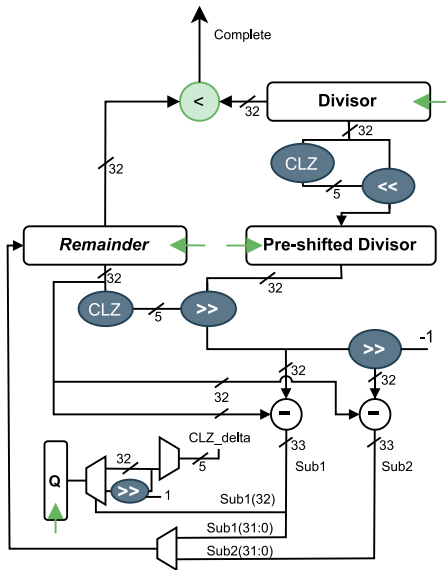 Complete
<
Divisor
32
32
CLZ
5
<<
32
Remainder
Pre-shifted Divisor
32
32
CLZ
5
>>
>>
-1
32
32
32
32
-
-
33
33
Sub1
Sub2
CLZ_delta
32
5
Q
>>
1
Sub1(32)
Sub1(31:0)
Sub2(31:0)